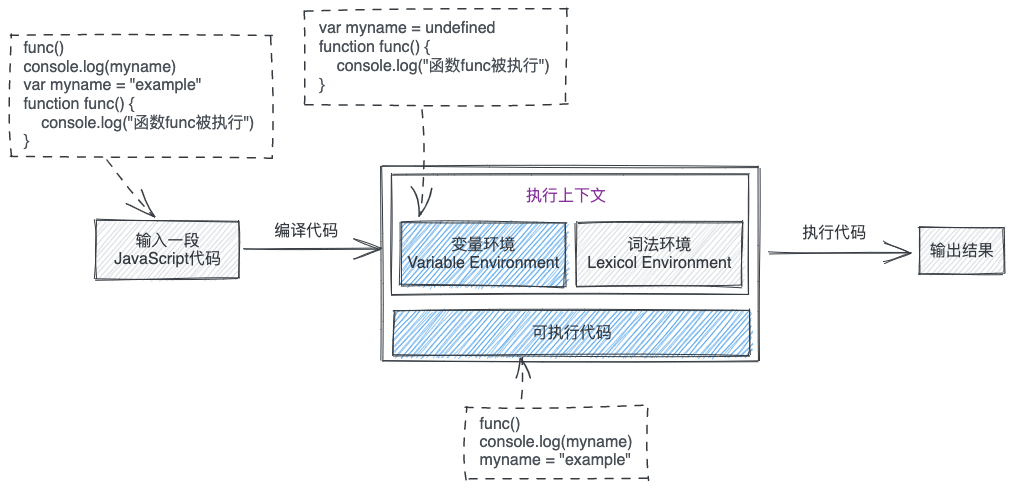 func()
console.log(myname)
var myname = "example"
function func() {
    console.log("函数func被执行")
}
var myname = undefined
function func() {
    console.log("函数func被执行")
}
输入一段
JavaScript代码
编译代码
执行上下文
变量环境
Variable Environment
词法环境
Lexicol Environment
可执行代码
执行代码
输出结果
func()
console.log(myname)
myname = "example"